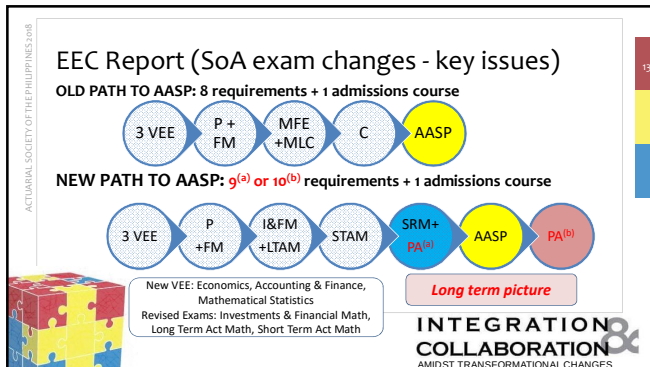 ACTUARIAL SOCIETY OF THE PHILIPPINES 2018
EEC Report (SoA exam changes - key issues)
13
OLD PATH TO AASP: 8 requirements + 1 admissions course
3 VEE
P +
FM
MFE
+MLC
C
AASP
NEW PATH TO AASP: 9(a) or 10(b) requirements + 1 admissions course
3 VEE
P
+FM
I&FM
+LTAM
STAM
SRM+
PA(a)
AASP
PA(b)
New VEE: Economics, Accounting & Finance,
Mathematical Statistics
Revised Exams: Investments & Financial Math,
Long Term Act Math, Short Term Act Math
Long term picture
INTEGRATION &
COLLABORATION
AMIDST TRANSFORMATIONAL CHANGES